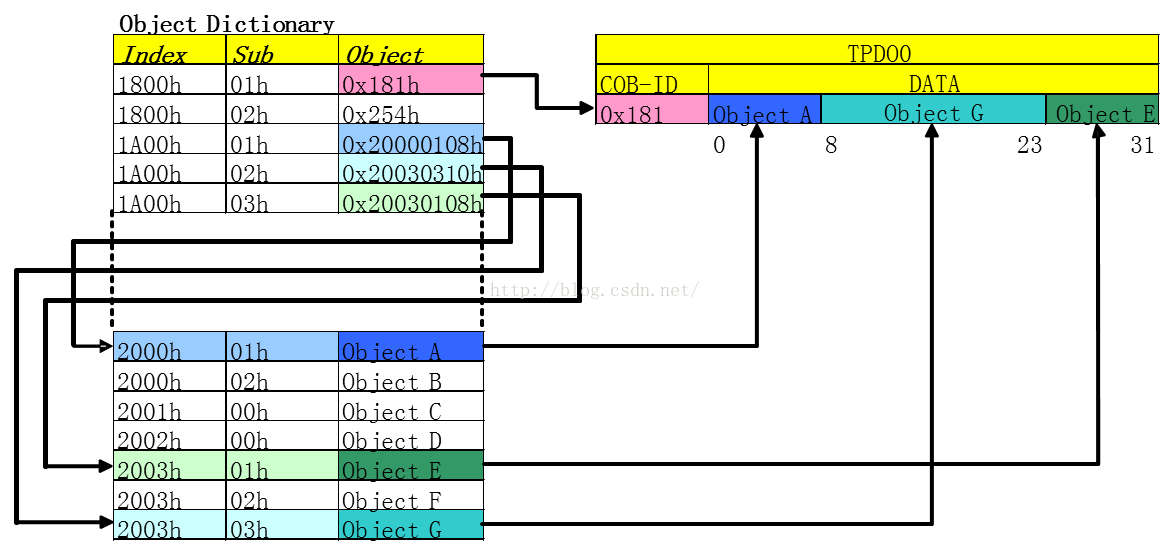 Object Dictionary
Index Sub Object
1800h 01h 0x181h
1800h 02h 0x254h
1A00h 01h 0x20000108h
1A00h 02h 0x20030310h
1A00h 03h 0x20030108h
2000h 01h Object A
2000h 02h Object B
2001h 00h Object C
2002h 00h Object D
2003h 01h Object E
2003h 02h Object F
2003h 03h Object G
TPDO0
COB-ID DATA
0x181 Object A Object G Object E
0 8 23 31
http://blog.csdn.net/